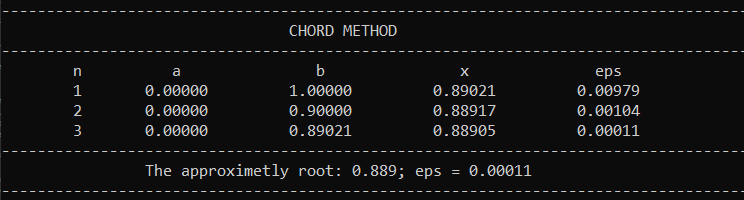 CHORD METHOD
n a b x eps
1 0.00000 1.00000 0.89021 0.00979
2 0.00000 0.90000 0.88917 0.00104
3 0.00000 0.89021 0.88905 0.00011
The approximetly root: 0.889; eps = 0.00011